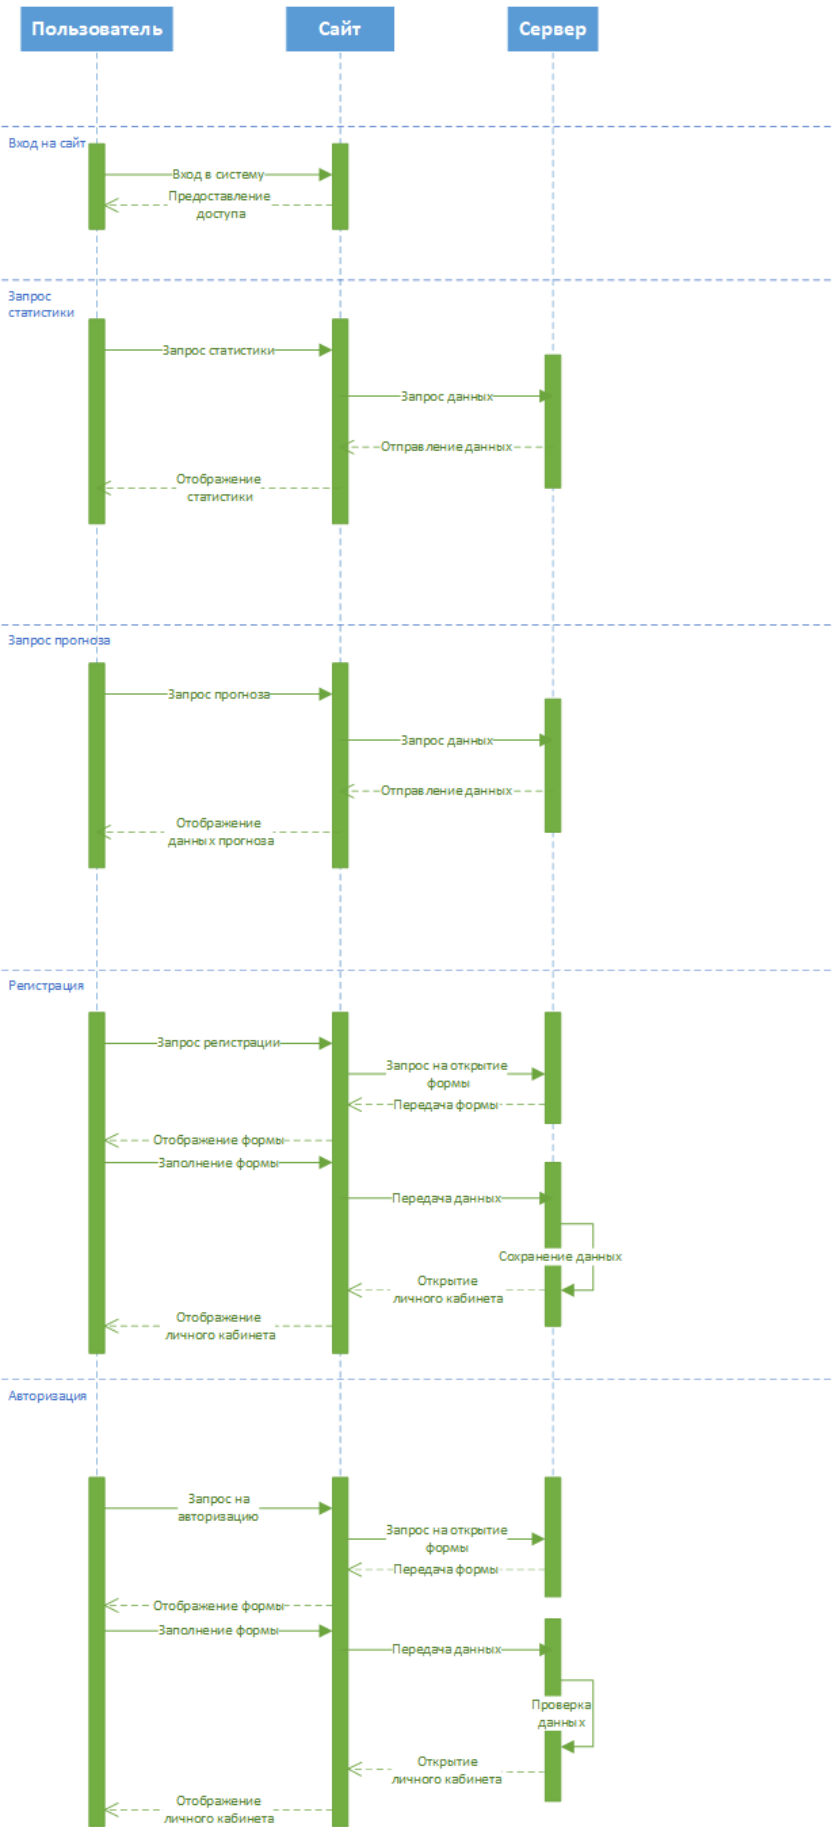 Пользователь
Сайт
Сервер
Вход на сайт
Вход в систему
Предоставление
доступа
Запрос
статистики
Запрос статистики
Запрос данных
Отправление данных
Отображение
статистики
Запрос прогноза
Запрос прогноза
Запрос данных
Отправление данных
Отображение
данных прогноза
Регистрация
Запрос регистрации
Запрос на открытие
формы
Передача формы
Отображение формы
Заполнение формы
Передача данных
Сохранение данных
Открытие
личного кабинета
Отображение
личного кабинета
Авторизация
Запрос на
авторизацию
Запрос на открытие
формы
Передача формы
Отображение формы
Заполнение формы
Передача данных
Проверка
данных
Открытие
личного кабинета
Отображение
личного кабинета